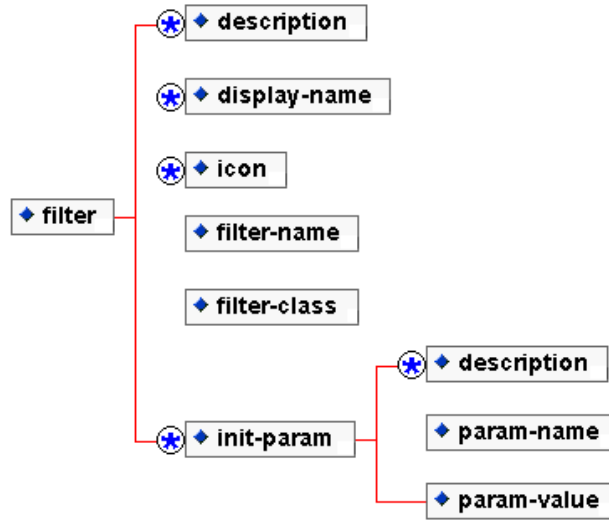 description
display-name
icon
filter
filter-name
filter-class
description
init-param
param-name
param-value